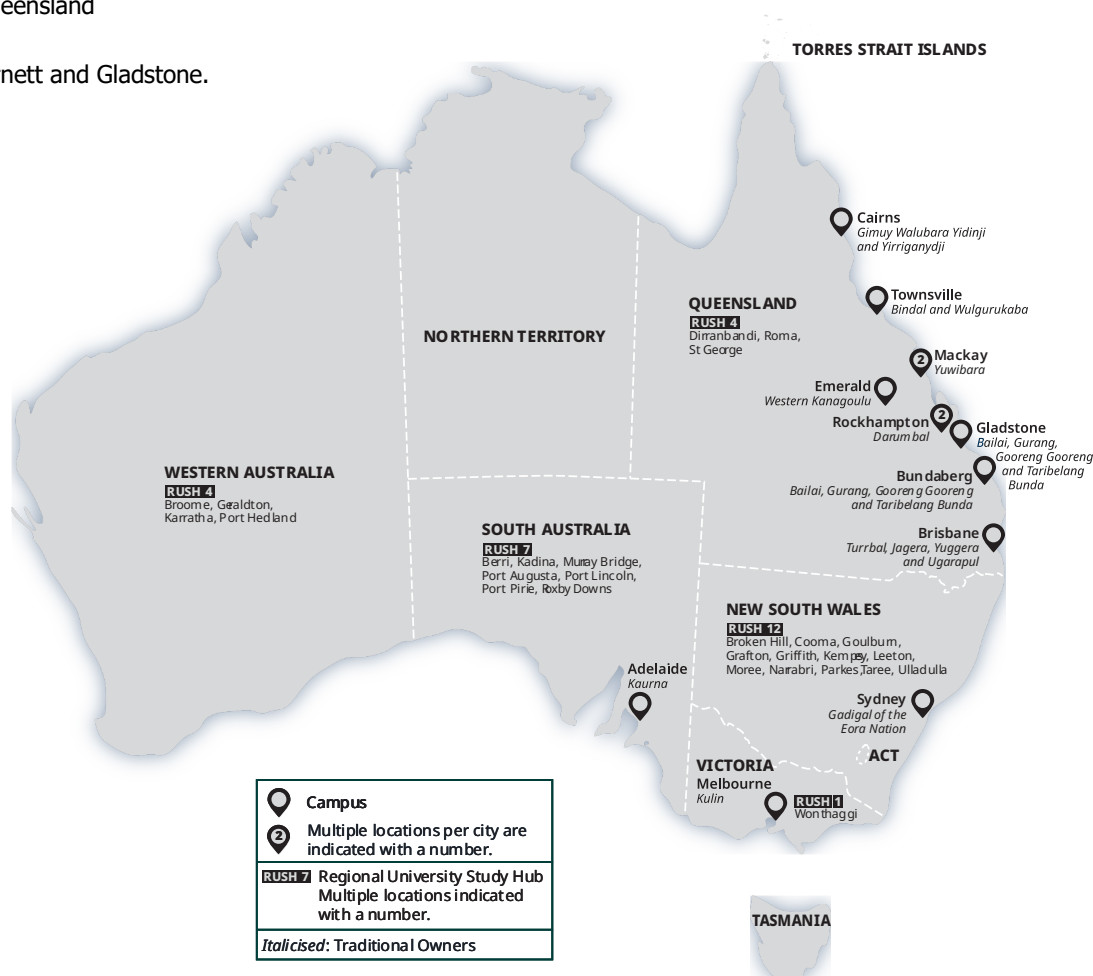 eensland
nett and Gladstone.
TORRES STRAIT ISLANDS
Cairns
Gimuy Walubara Yidinji
and Yirriganydji
QUEENSLAND
RUSH 4
Dirranbandi, Roma,
St George
Townsville
Bindal and Wulgurukaba
NORTHERN TERRITORY
2
Mackay
Yuwibara
Emerald
Western Kanagoulu
2
Rockhampton
Darumbal
Gladstone
Bailai, Gurang,
Gooreng Gooreng
and Taribelang
Bunda
WESTERN AUSTRALIA
RUSH 4
Broome, Geraldton,
Karratha, Port Hedland
Bundaberg
Bailai, Gurang, Gooreng Gooreng
and Taribelang Bunda
SOUTH AUSTRALIA
RUSH 7
Berri, Kadina, Murray Bridge,
Port Augusta, Port Lincoln,
Port Pirie, Roxby Downs
Brisbane
Turrbal, Jagera, Yuggera
and Ugarapul
NEW SOUTH WALES
RUSH 12
Broken Hill, Cooma, Goulburn,
Grafton, Griffith, Kempsey, Leeton,
Moree, Narrabri, Parkes, Taree, Ulladulla
Adelaide
Kaurna
Sydney
Gadigal of the
Eora Nation
ACT
VICTORIA
Melbourne
Kulin
RUSH 1
Wonthaggi
Campus
2
Multiple locations per city are
indicated with a number.
RUSH 7 Regional University Study Hub
Multiple locations indicated
with a number.
Italicised: Traditional Owners
TASMANIA